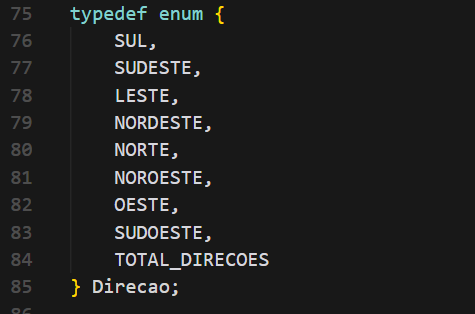 75 typedef enum {
76 SUL,
77 SUDESTE,
78 LESTE,
79 NORDESTE,
80 NORTE,
81 NOROESTE,
82 OESTE,
83 SUDOESTE,
84 TOTAL_DIRECOES
85 } Direcao;
86